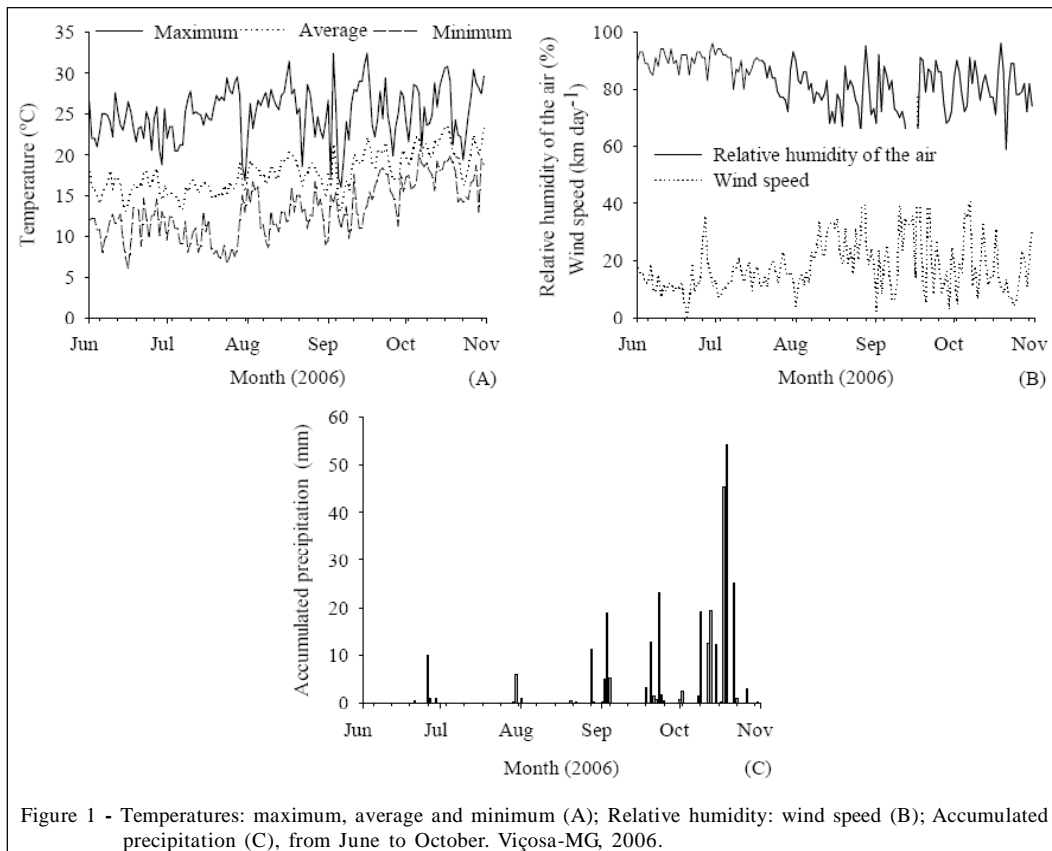 Maximum Average Minimum
35
30
25
20
15
10
5
0
Temperature (°C)
Jun Jul Aug Sep Oct Nov
Month (2006)
(A)
100
80
60
40
20
0
Relative humidity of the air (%)
Wind speed (km day-1)
Relative humidity of the air
Wind speed
Jun Jul Aug Sep Oct Nov
Month (2006)
(B)
60
50
40
30
20
10
0
Accumulated precipitation (mm)
Jun Jul Aug Sep Oct Nov
Month (2006)
(C)
Figure 1 - Temperatures: maximum, average and minimum (A); Relative humidity: wind speed (B); Accumulated
precipitation (C), from June to October. Viçosa-MG, 2006.